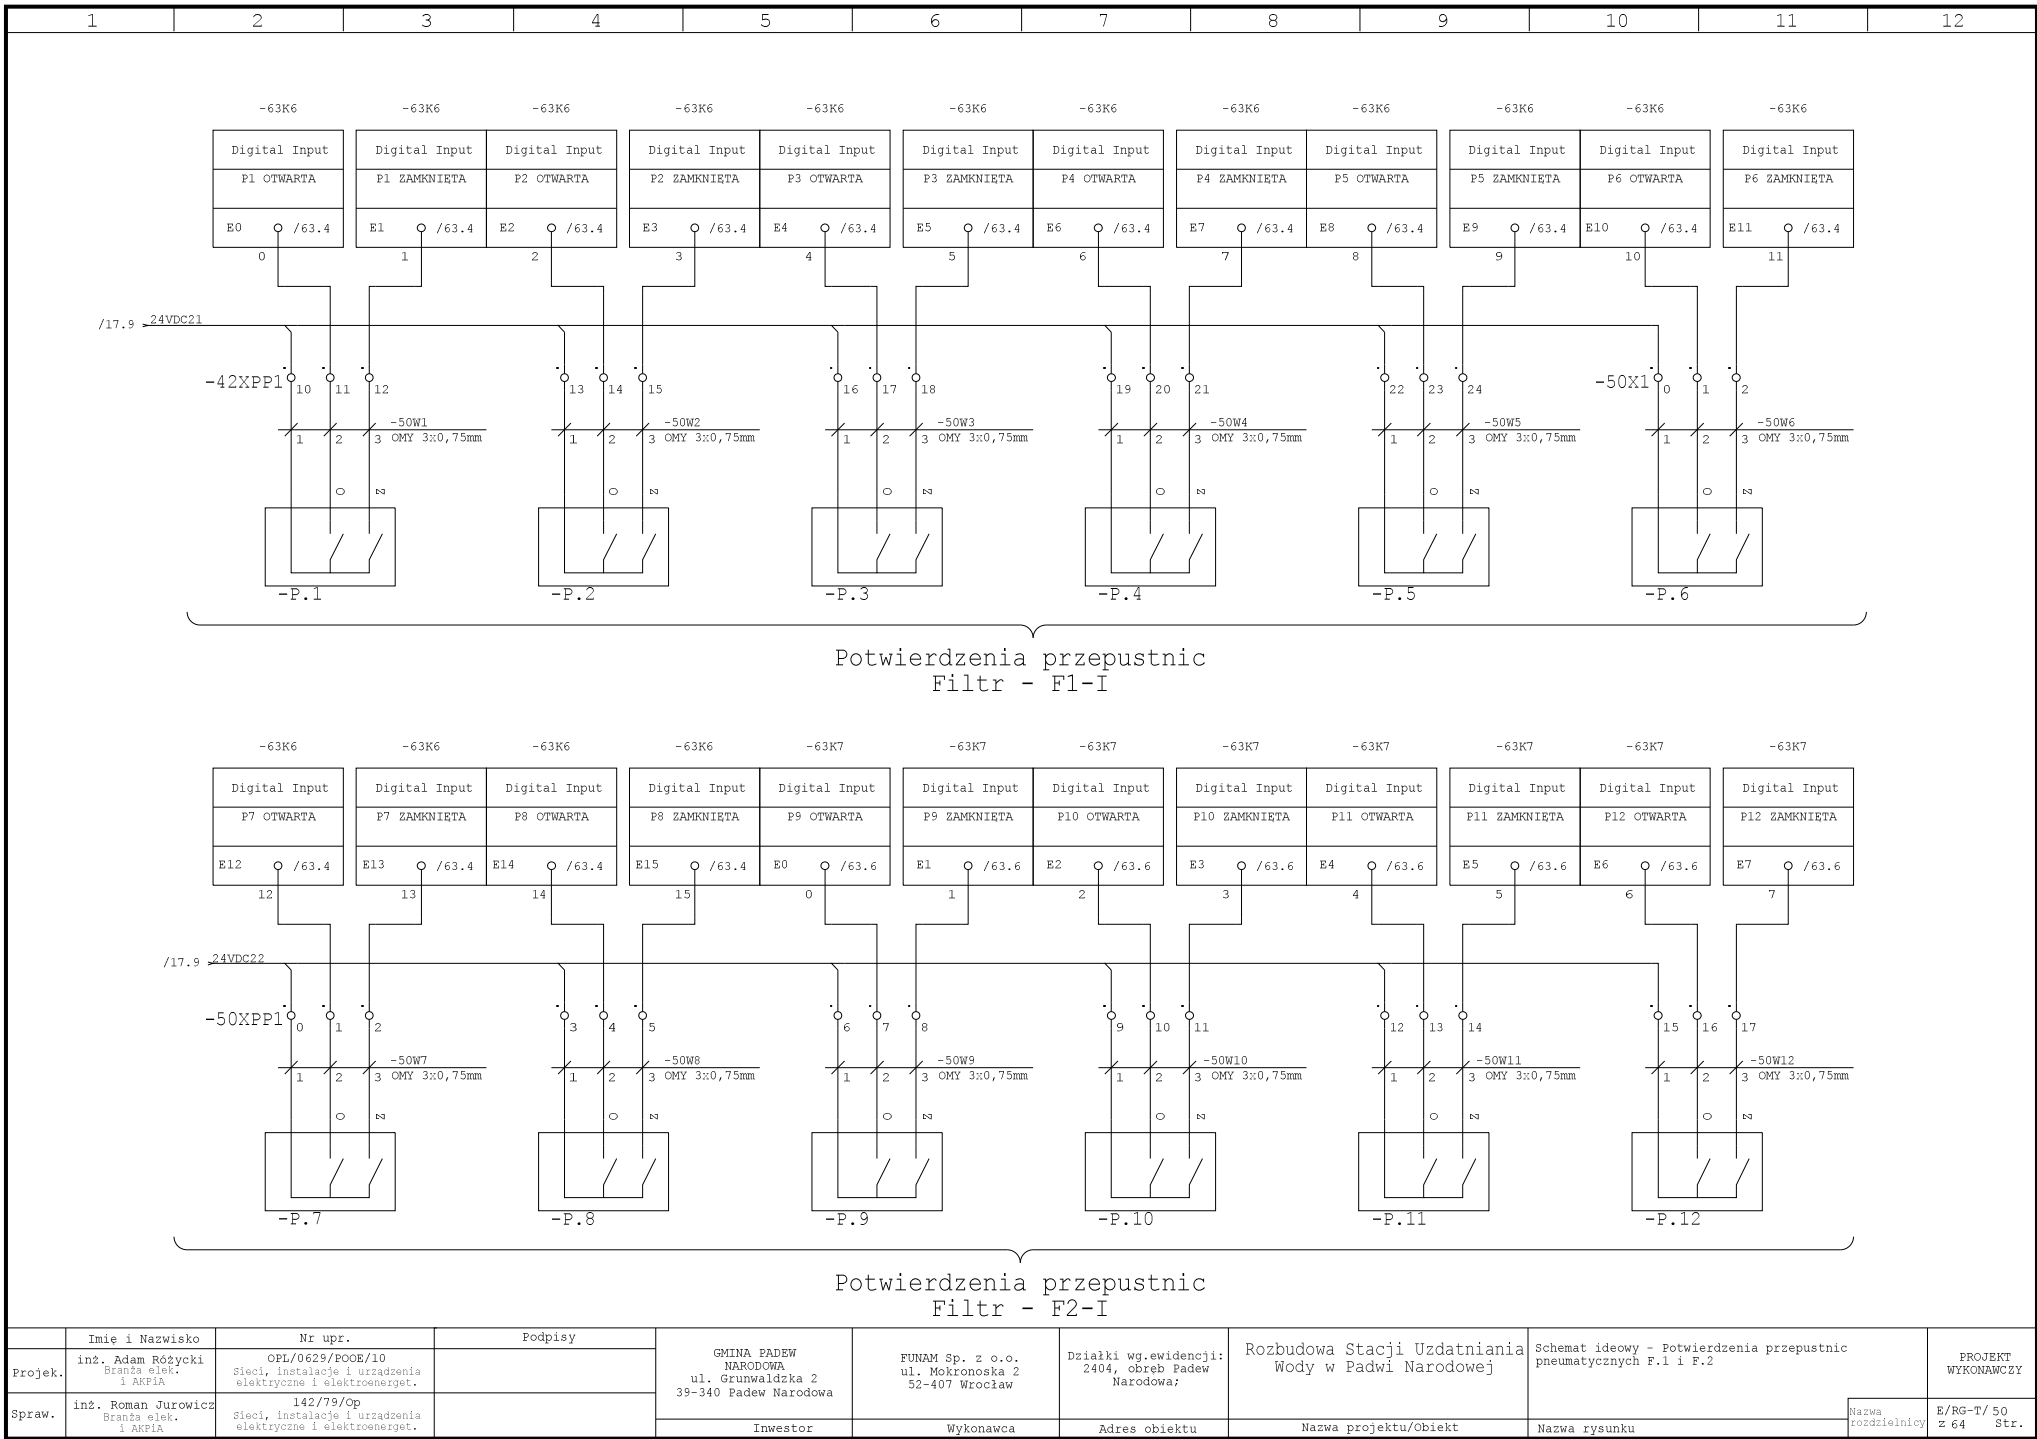 1 2 3 4 5 6 7 8 9 10 11 12
-63K6 -63K6 -63K6 -63K6 -63K6 -63K6 -63K6 -63K6 -63K6 -63K6 -63K6 -63K6
Digital Input Digital Input Digital Input Digital Input Digital Input Digital Input Digital Input Digital Input Digital Input Digital Input Digital Input Digital Input
P1 OTWARTA P1 ZAMKNIĘTA P2 OTWARTA P2 ZAMKNIĘTA P3 OTWARTA P3 ZAMKNIĘTA P4 OTWARTA P4 ZAMKNIĘTA P5 OTWARTA P5 ZAMKNIĘTA P6 OTWARTA P6 ZAMKNIĘTA
E0 /63.4 E1 /63.4 E2 /63.4 E3 /63.4 E4 /63.4 E5 /63.4 E6 /63.4 E7 /63.4 E8 /63.4 E9 /63.4 E10 /63.4 E11 /63.4
0 1 2 3 4 5 6 7 8 9 10 11
/17.9 24VDC21
-42XPP1 10 11 12 13 14 15 16 17 18 19 20 21 22 23 24 -50X1 0 1 2
-50W1 -50W2 -50W3 -50W4 -50W5 -50W6
1 2 3 OMY 3x0,75mm 1 2 3 OMY 3x0,75mm 1 2 3 OMY 3x0,75mm 1 2 3 OMY 3x0,75mm 1 2 3 OMY 3x0,75mm 1 2 3 OMY 3x0,75mm
O Z O Z O Z O Z O Z O Z
-P.1 -P.2 -P.3 -P.4 -P.5 -P.6
Potwierdzenia przepustnic
Filtr - F1-I
-63K6 -63K6 -63K6 -63K6 -63K7 -63K7 -63K7 -63K7 -63K7 -63K7 -63K7 -63K7
Digital Input Digital Input Digital Input Digital Input Digital Input Digital Input Digital Input Digital Input Digital Input Digital Input Digital Input Digital Input
P7 OTWARTA P7 ZAMKNIĘTA P8 OTWARTA P8 ZAMKNIĘTA P9 OTWARTA P9 ZAMKNIĘTA P10 OTWARTA P10 ZAMKNIĘTA P11 OTWARTA P11 ZAMKNIĘTA P12 OTWARTA P12 ZAMKNIĘTA
E12 /63.4 E13 /63.4 E14 /63.4 E15 /63.4 E0 /63.6 E1 /63.6 E2 /63.6 E3 /63.6 E4 /63.6 E5 /63.6 E6 /63.6 E7 /63.6
12 13 14 15 0 1 2 3 4 5 6 7
/17.9 24VDC22
-50XPP1 0 1 2 3 4 5 6 7 8 9 10 11 12 13 14 15 16 17
-50W7 -50W8 -50W9 -50W10 -50W11 -50W12
1 2 3 OMY 3x0,75mm 1 2 3 OMY 3x0,75mm 1 2 3 OMY 3x0,75mm 1 2 3 OMY 3x0,75mm 1 2 3 OMY 3x0,75mm 1 2 3 OMY 3x0,75mm
O Z O Z O Z O Z O Z O Z
-P.7 -P.8 -P.9 -P.10 -P.11 -P.12
Potwierdzenia przepustnic
Filtr - F2-I
Imię i Nazwisko Nr upr. Podpisy
Projek.
inż. Adam Różycki
Branża elek.
i AKPiA
OPL/0629/POOE/10
Sieci, instalacje i urządzenia
elektryczne i elektroenerget.
Spraw.
inż. Roman Jurowicz
Branża elek.
i AKPiA
142/79/Op
Sieci, instalacje i urządzenia
elektryczne i elektroenerget.
GMINA PADEW
NARODOWA
ul. Grunwaldzka 2
39-340 Padew Narodowa
Inwestor
FUNAM Sp. z o.o.
ul. Mokronoska 2
52-407 Wrocław
Wykonawca
Działki wg.ewidencji:
2404, obręb Padew
Narodowa;
Adres obiektu
Rozbudowa Stacji Uzdatniania
Wody w Padwi Narodowej
Nazwa projektu/Obiekt
Schemat ideowy - Potwierdzenia przepustnic
pneumatycznych F.1 i F.2
Nazwa rysunku
PROJEKT
WYKONAWCZY
Nazwa
rozdzielnicy
E/RG-T/ 50
z 64 Str.